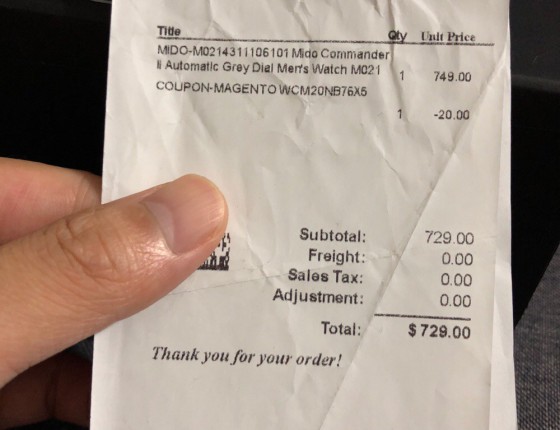 Title Qty Unit Price
MIDO-M0214311106101 Mido Commander
Ii Automatic Grey Dial Men's Watch M021 1 749.00
COUPON-MAGENTO WCM20NB76X5
1 -20.00
Subtotal: 729.00
Freight: 0.00
Sales Tax: 0.00
Adjustment: 0.00
Total: $729.00
Thank you for your order!